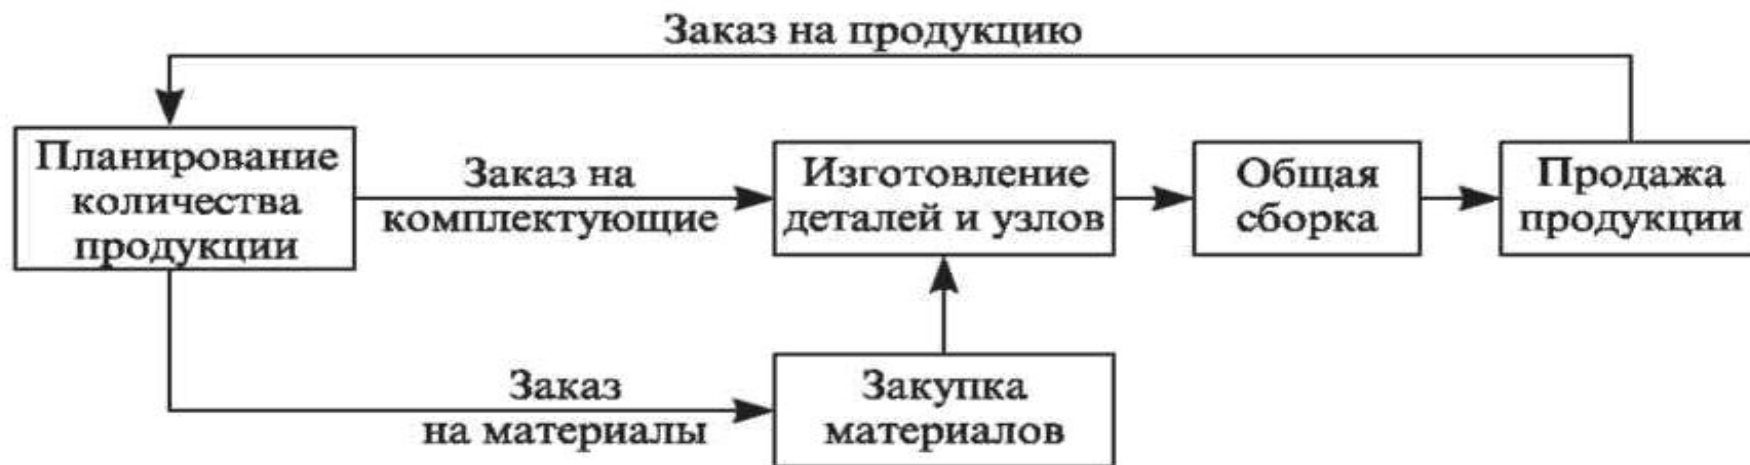 Заказ на продукцию
Планирование
количества
продукции
Заказ на
комплектующие
Изготовление
деталей и узлов
Общая
сборка
Продажа
продукции
Заказ
на материалы
Закупка
материалов